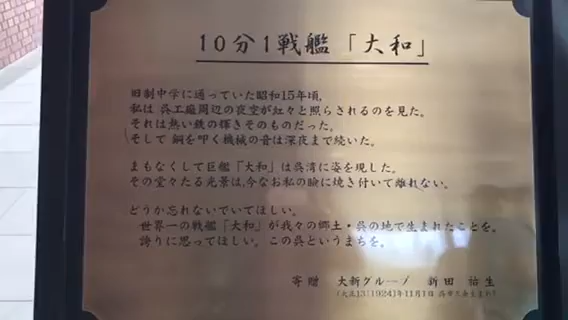 10分1戦艦「大和」
旧制中学に通っていた昭和15年頃、
私は 呉工廠周辺の夜空が紅々と照らされるのを見た。
それは熱い鉄の輝きそのものだった。
そして 鋼を叩く機械の音は深夜まで続いた。
まもなくして巨艦「大和」は呉湾に姿を現した。
その堂々たる光景は、今なお私の瞼に焼き付いて離れない。
どうか忘れないでいてほしい。
世界一の戦艦「大和」が我々の郷土・呉の地で生まれたことを。
誇りに思ってほしい。この呉というまちを。
寄贈 大新グループ 新田 祐生
(大正13(1924)年11月1日 呉市 生まれ)